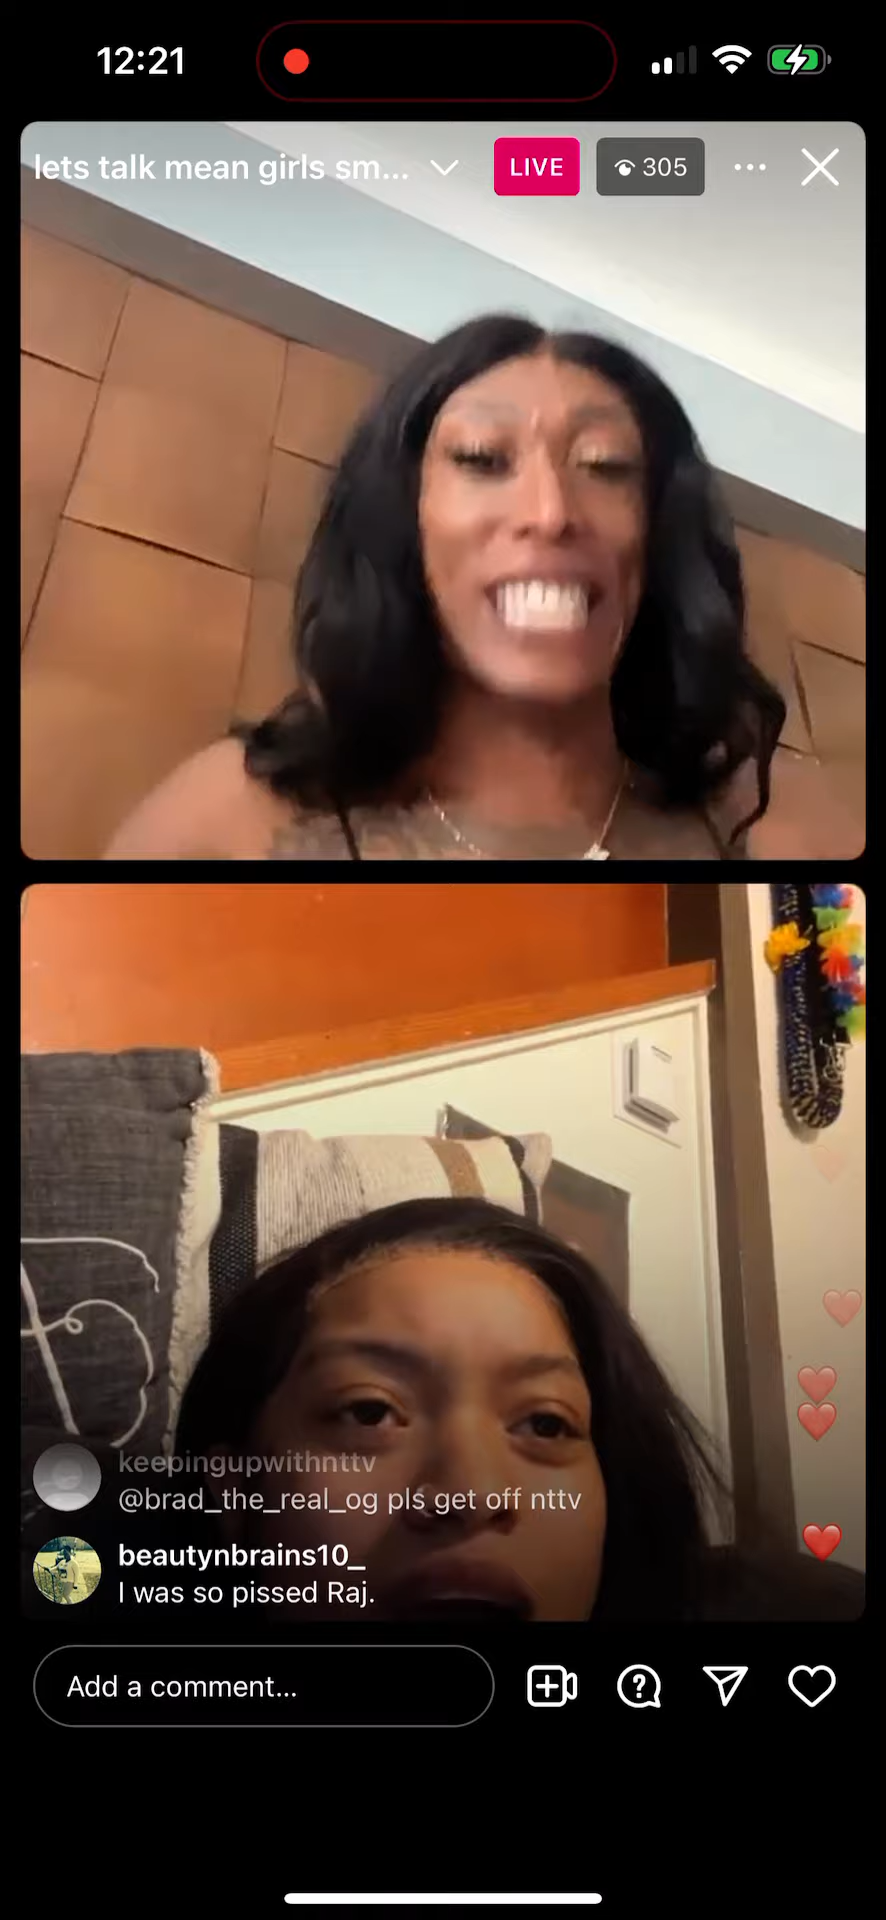 12:21
lets talk mean girls sm...
LIVE
305
keepingupwithnttv
@brad_the_real_og pls get off nttv
beautynbrains10_
I was so pissed Raj.
Add a comment...